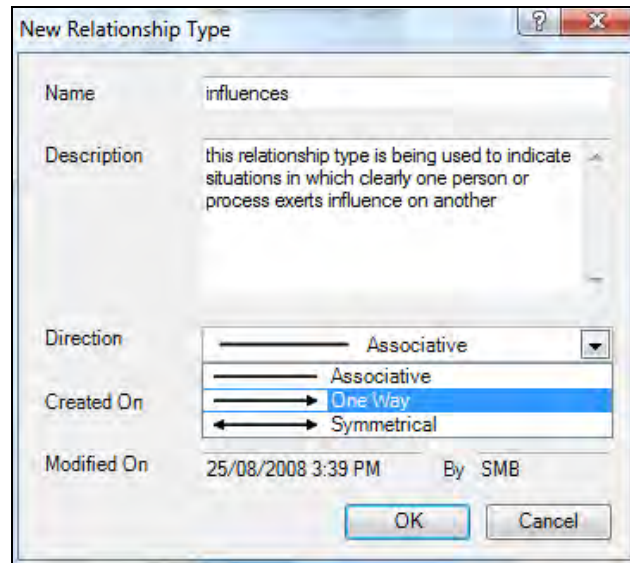 New Relationship Type
?
Name influences
Description this relationship type is being used to indicate
situations in which clearly one person or
process exerts influence on another
Direction Associative
Associative
One Way
Created On
Symmetrical
Modified On 25/08/2008 3:39 PM By SMB
OK Cancel